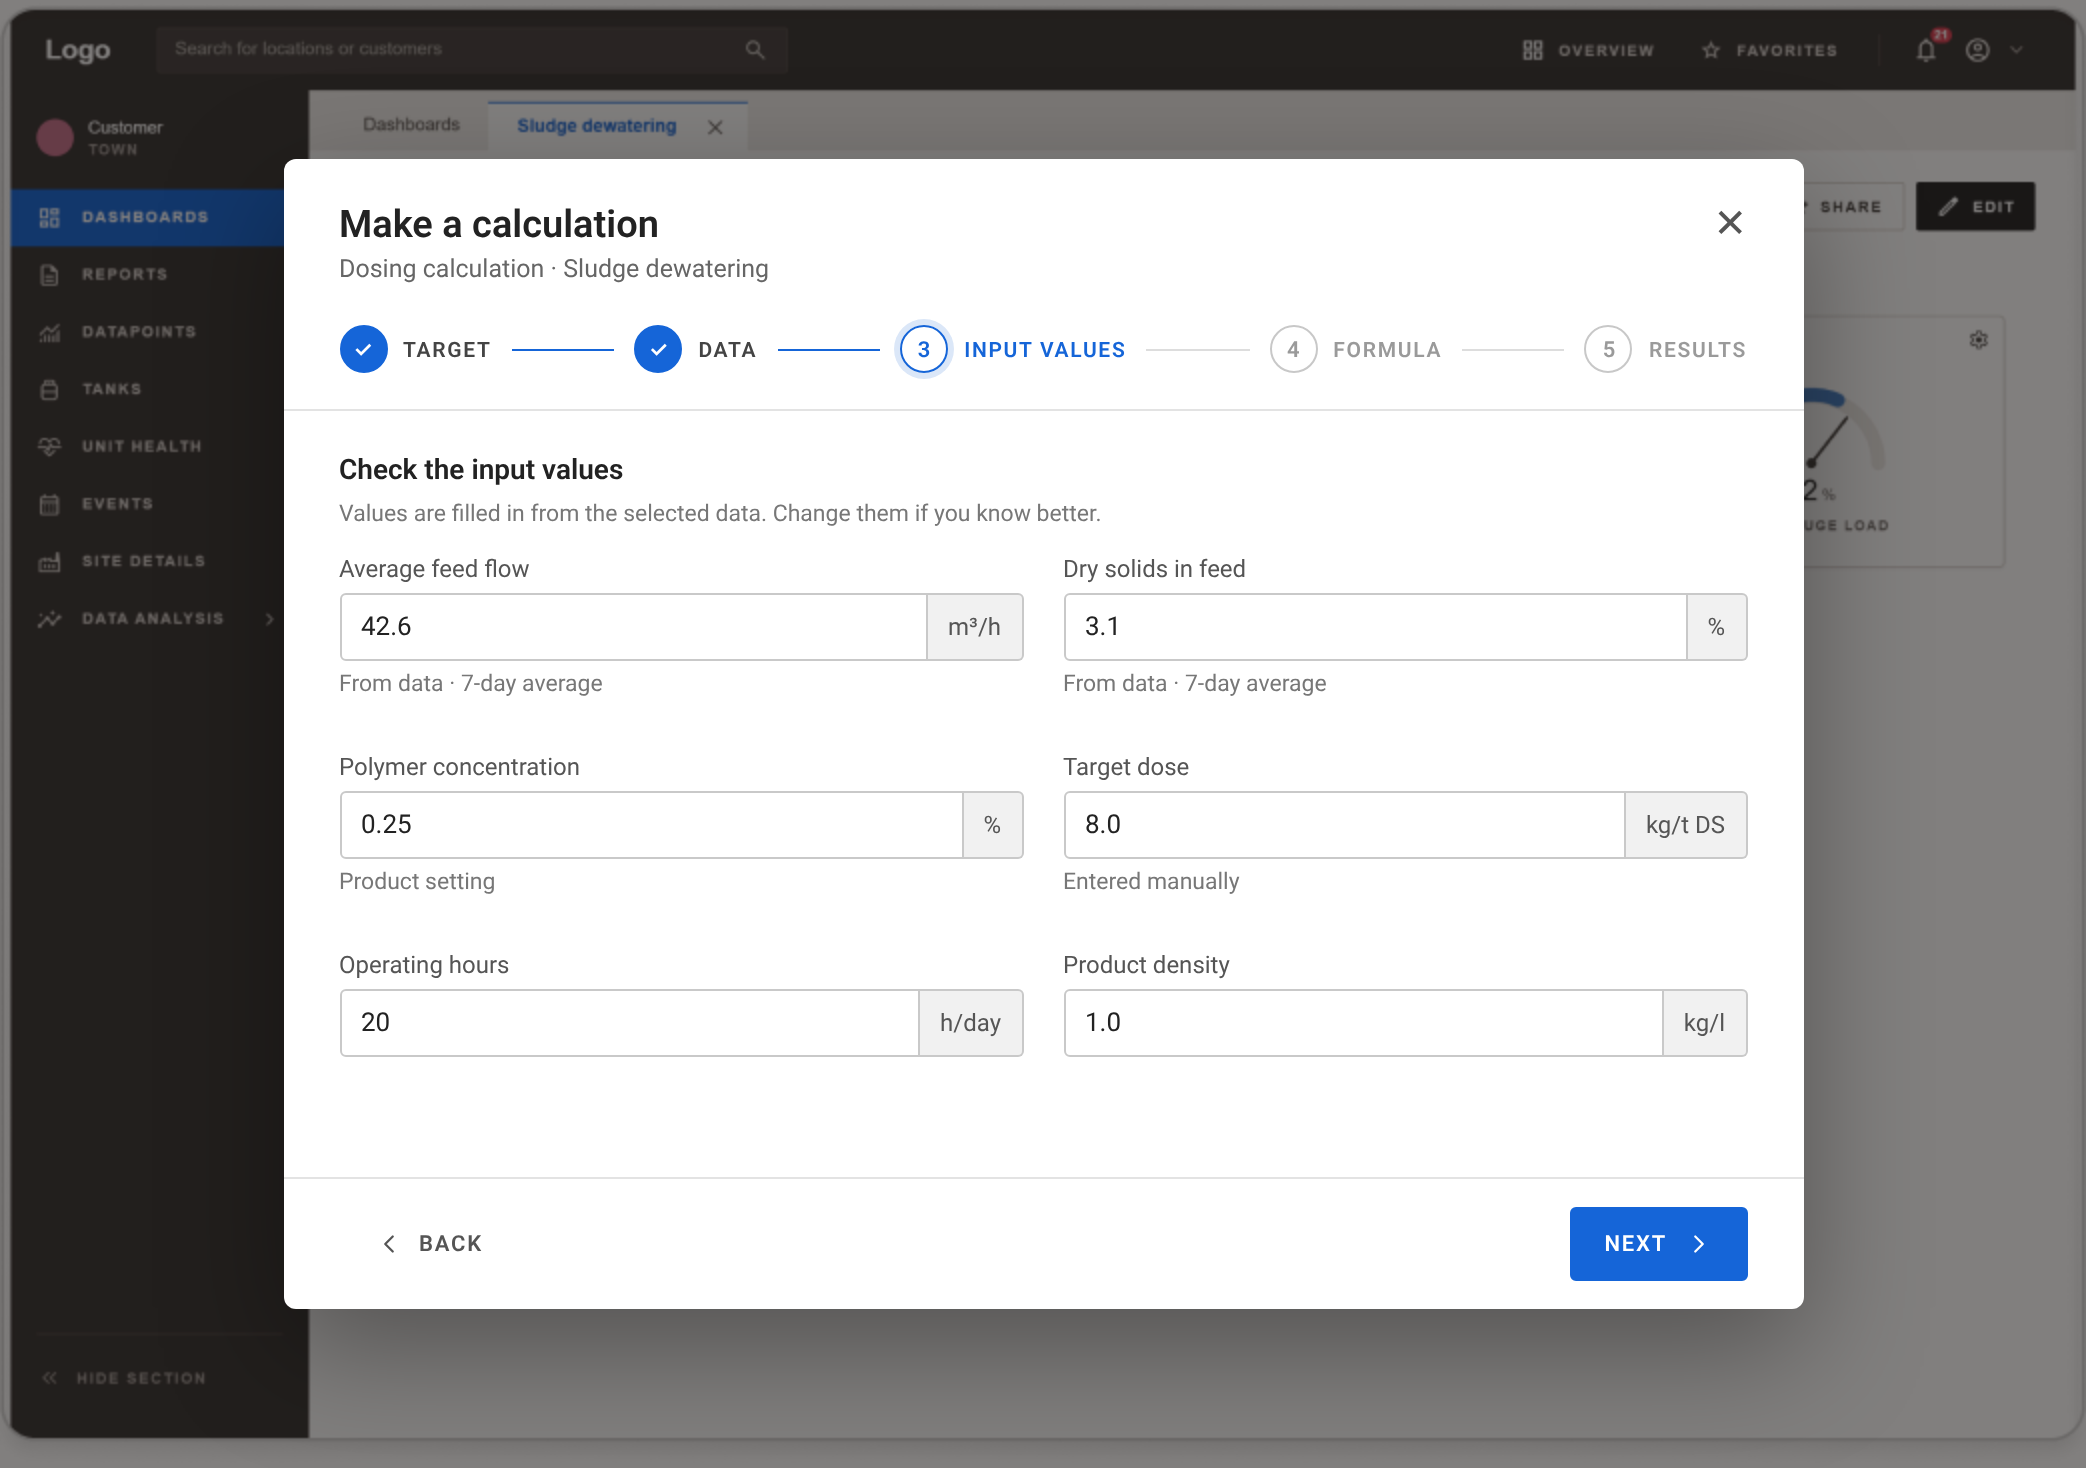 Logo
Search for locations or customers
OVERVIEW
FAVORITES
21
Customer
TOWN
Dashboards
Sludge dewatering
DASHBOARDS
REPORTS
DATAPOINTS
TANKS
UNIT HEALTH
EVENTS
SITE DETAILS
DATA ANALYSIS
HIDE SECTION
SHARE
EDIT
2 %
UGE LOAD
Make a calculation
Dosing calculation · Sludge dewatering
TARGET
DATA
3 INPUT VALUES
4 FORMULA
5 RESULTS
Check the input values
Values are filled in from the selected data. Change them if you know better.
Average feed flow
42.6 m³/h
From data · 7-day average
Dry solids in feed
3.1 %
From data · 7-day average
Polymer concentration
0.25 %
Product setting
Target dose
8.0 kg/t DS
Entered manually
Operating hours
20 h/day
Product density
1.0 kg/l
BACK
NEXT